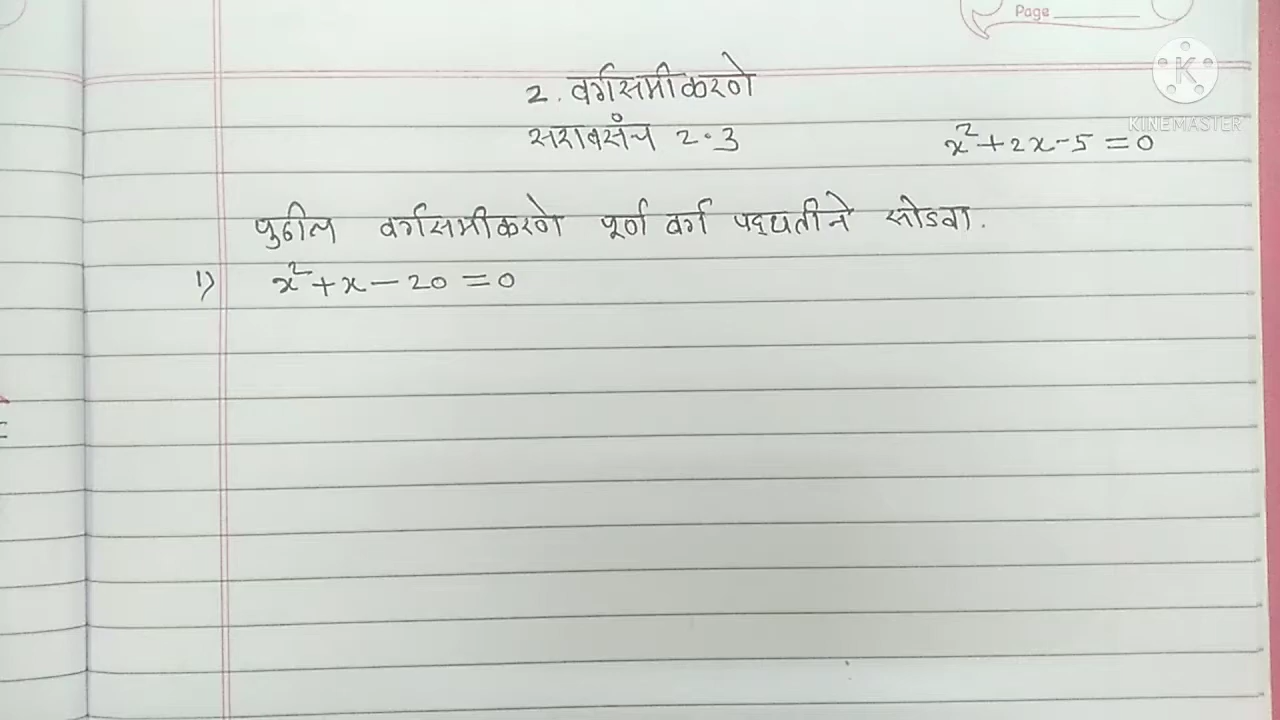 Page
K
KINEMASTER
2. वर्गसमीकरणे
सरावसंच 2.3
x²+2x-5=0
पुढील वर्गसमीकरणे पूर्ण वर्ग पद्धतीने सोडवा.
1) x²+x-20=0